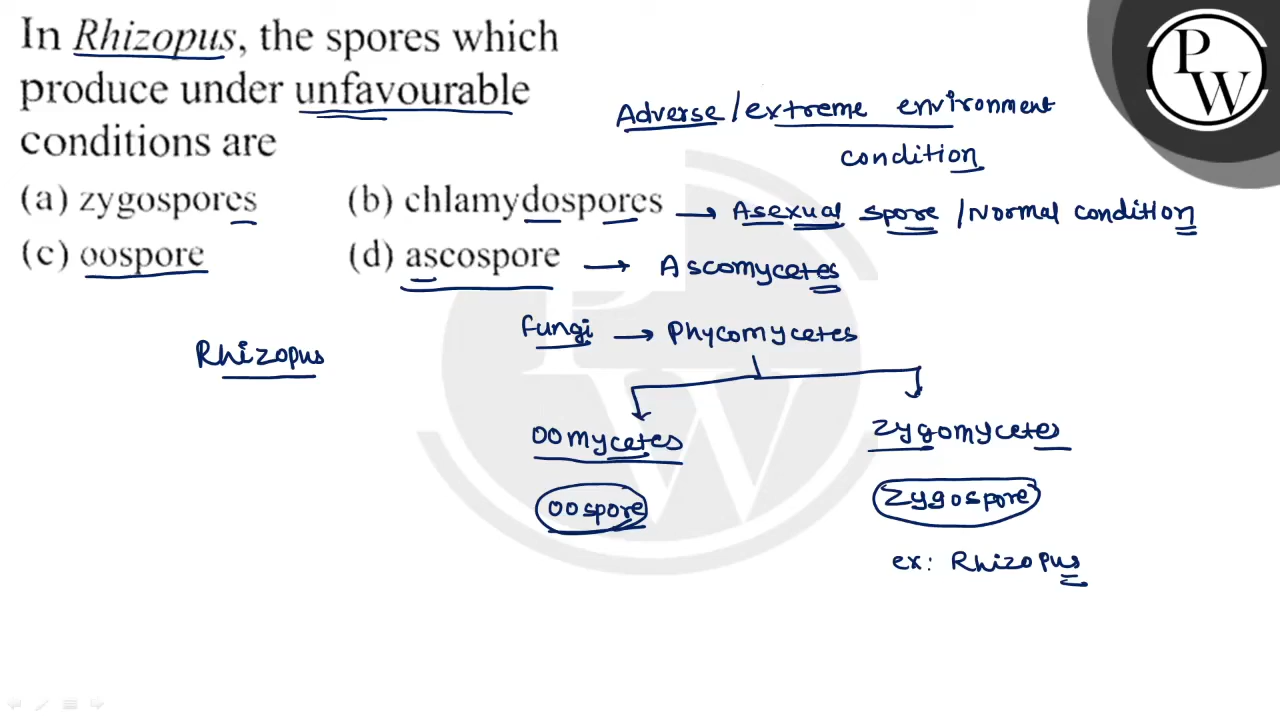 In Rhizopus, the spores which
produce under unfavourable
conditions are
(a) zygospores (b) chlamydospores
(c) oospore (d) ascospore
Adverse / extreme environment
condition
→ Asexual spore / Normal condition
→ Ascomycetes
Fungi → Phycomycetes
Rhizopus
Oomycetes Zygomycetes
Oospore Zygospore
ex: Rhizopus
P
W
P
W